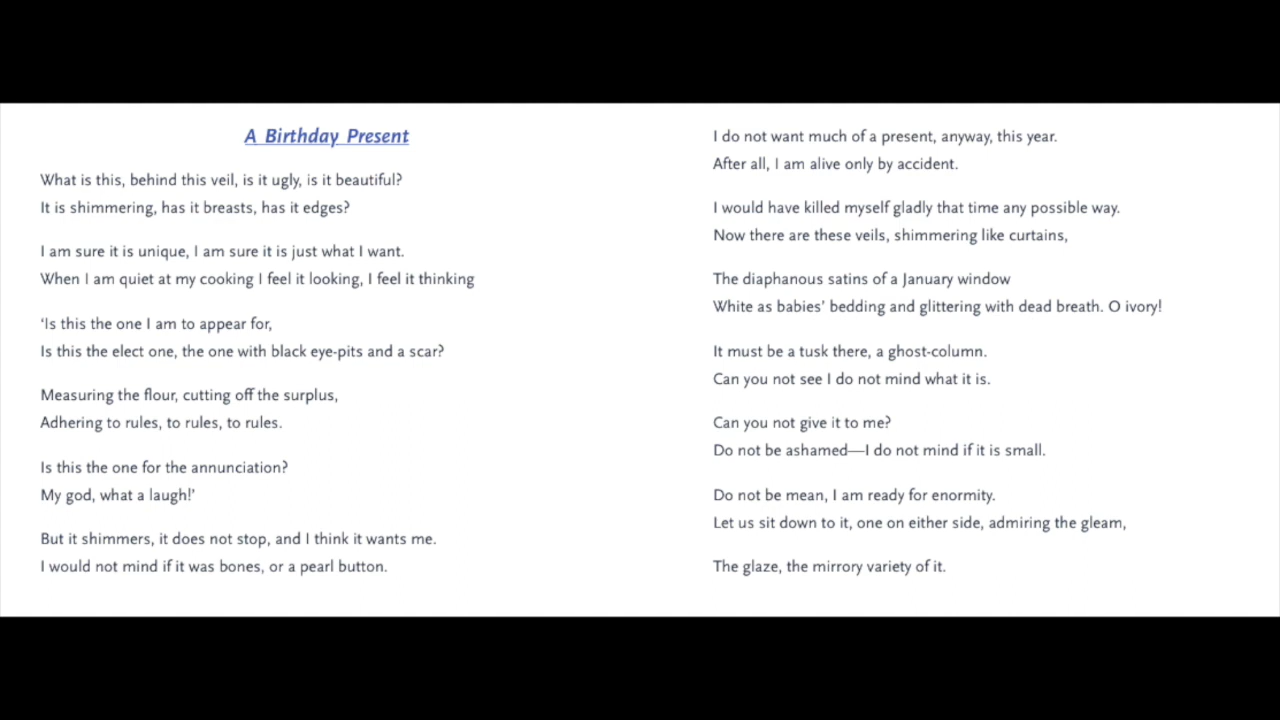 A Birthday Present
What is this, behind this veil, is it ugly, is it beautiful?
It is shimmering, has it breasts, has it edges?
I am sure it is unique, I am sure it is just what I want.
When I am quiet at my cooking I feel it looking, I feel it thinking
‘Is this the one I am to appear for,
Is this the elect one, the one with black eye-pits and a scar?
Measuring the flour, cutting off the surplus,
Adhering to rules, to rules, to rules.
Is this the one for the annunciation?
My god, what a laugh!’
But it shimmers, it does not stop, and I think it wants me.
I would not mind if it was bones, or a pearl button.
I do not want much of a present, anyway, this year.
After all, I am alive only by accident.
I would have killed myself gladly that time any possible way.
Now there are these veils, shimmering like curtains,
The diaphanous satins of a January window
White as babies’ bedding and glittering with dead breath. O ivory!
It must be a tusk there, a ghost-column.
Can you not see I do not mind what it is.
Can you not give it to me?
Do not be ashamed—I do not mind if it is small.
Do not be mean, I am ready for enormity.
Let us sit down to it, one on either side, admiring the gleam,
The glaze, the mirrory variety of it.